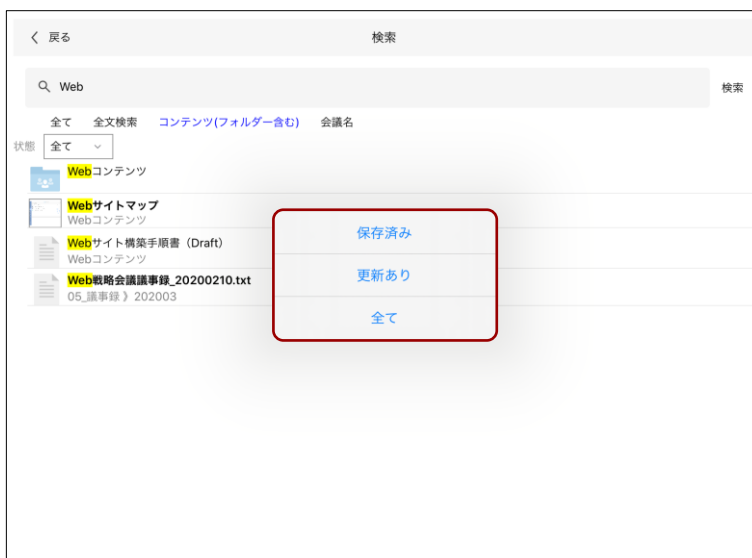 戻る 検索
Web 検索
全て 全文検索 コンテンツ(フォルダー含む) 会議名
状態 全て
Webコンテンツ
Webサイトマップ
Webコンテンツ
Webサイト構築手順書（Draft）
Webコンテンツ
Web戦略会議議事録_20200210.txt
05_議事録 》202003
保存済み
更新あり
全て